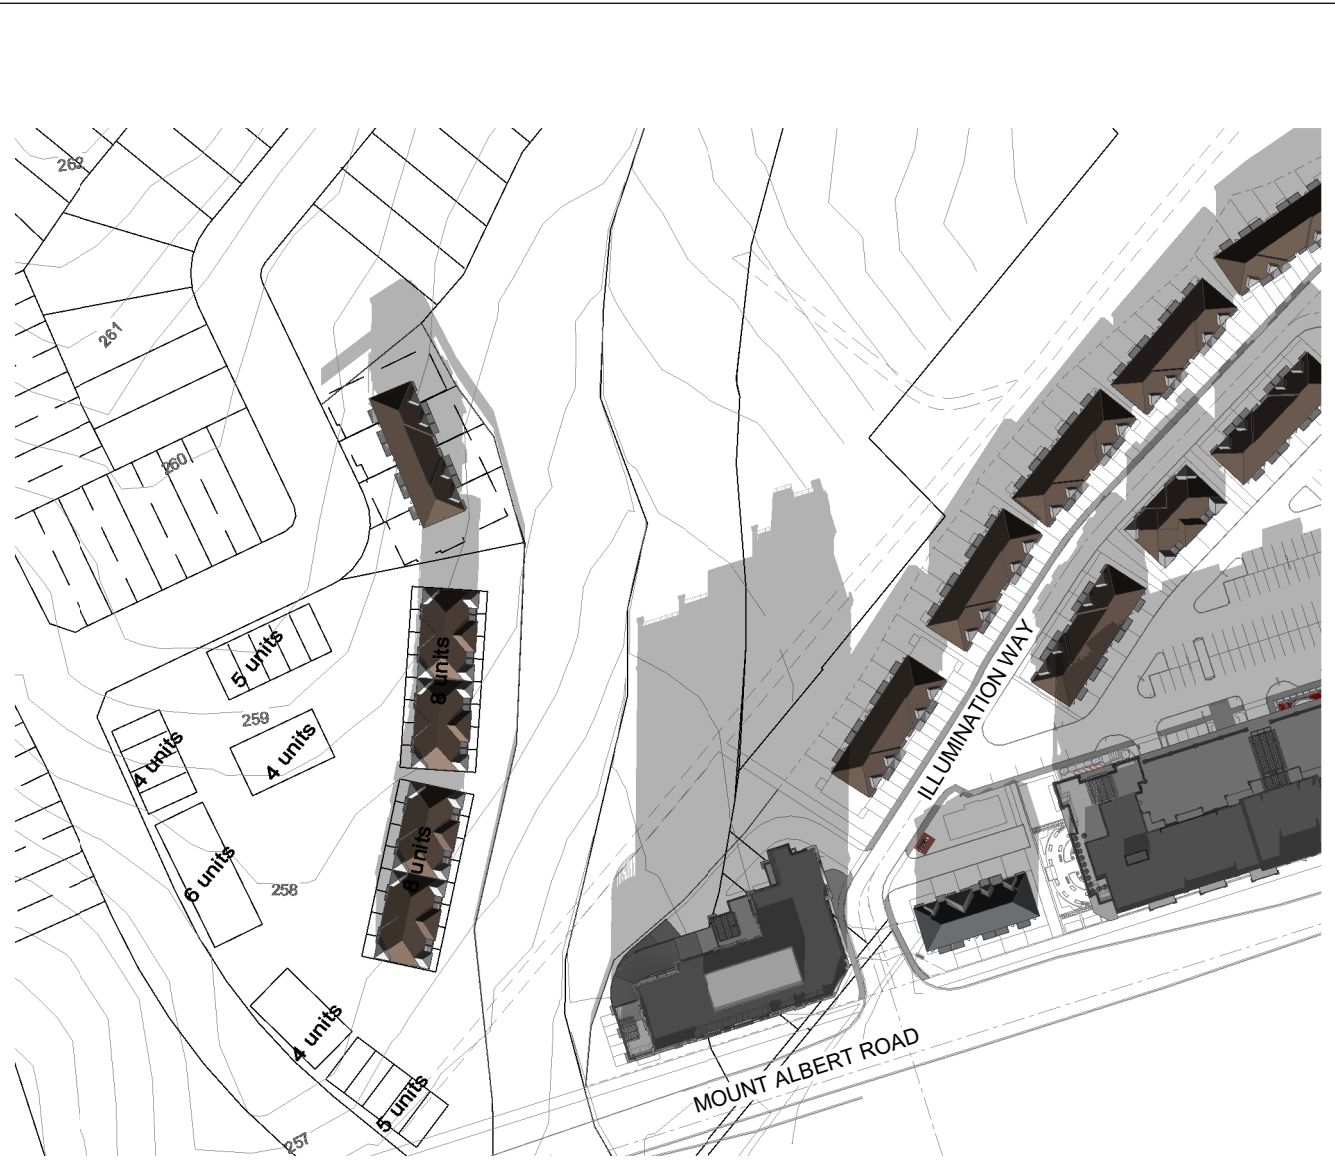 262
261
260
5 units
8 units
259
4 units
4 units
ILLUMINATION WAY
8 units
6 units
258
4 units
MOUNT ALBERT ROAD
5 units
257